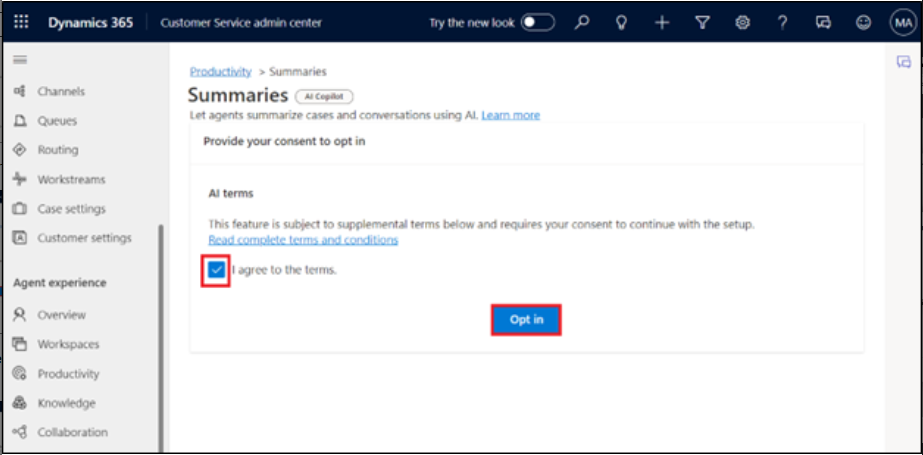 Dynamics 365 Customer Service admin center Try the new look MA
Productivity > Summaries
Summaries AI Copilot
Let agents summarize cases and conversations using AI. Learn more
Provide your consent to opt in
AI terms
This feature is subject to supplemental terms below and requires your consent to continue with the setup.
Read complete terms and conditions
I agree to the terms.
Opt in
Channels
Queues
Routing
Workstreams
Case settings
Customer settings
Agent experience
Overview
Workspaces
Productivity
Knowledge
Collaboration